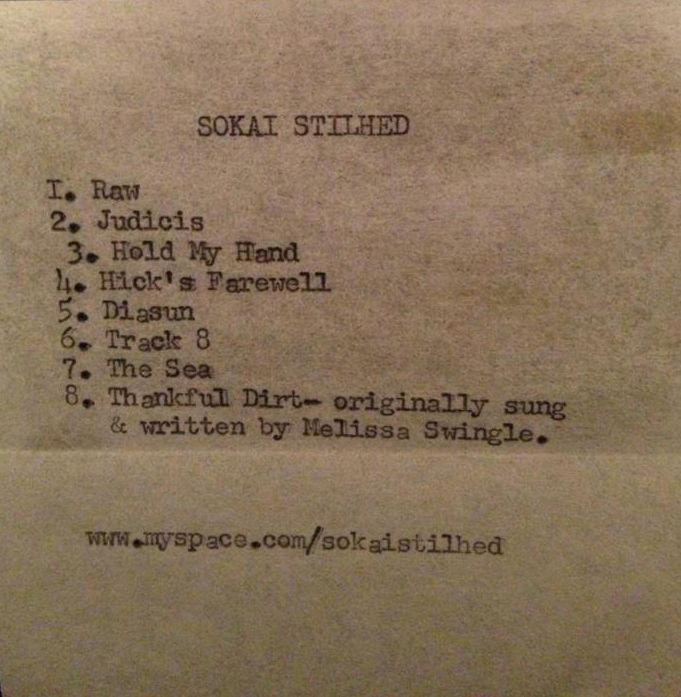 SOKAI STILHED
1. Raw
2. Judicis
3. Hold My Hand
4. Hick's Farewell
5. Diasun
6. Track 8
7. The Sea
8. Thankful Dirt- originally sung
& written by Melissa Swingle.
www.myspace.com/sokaistilhed